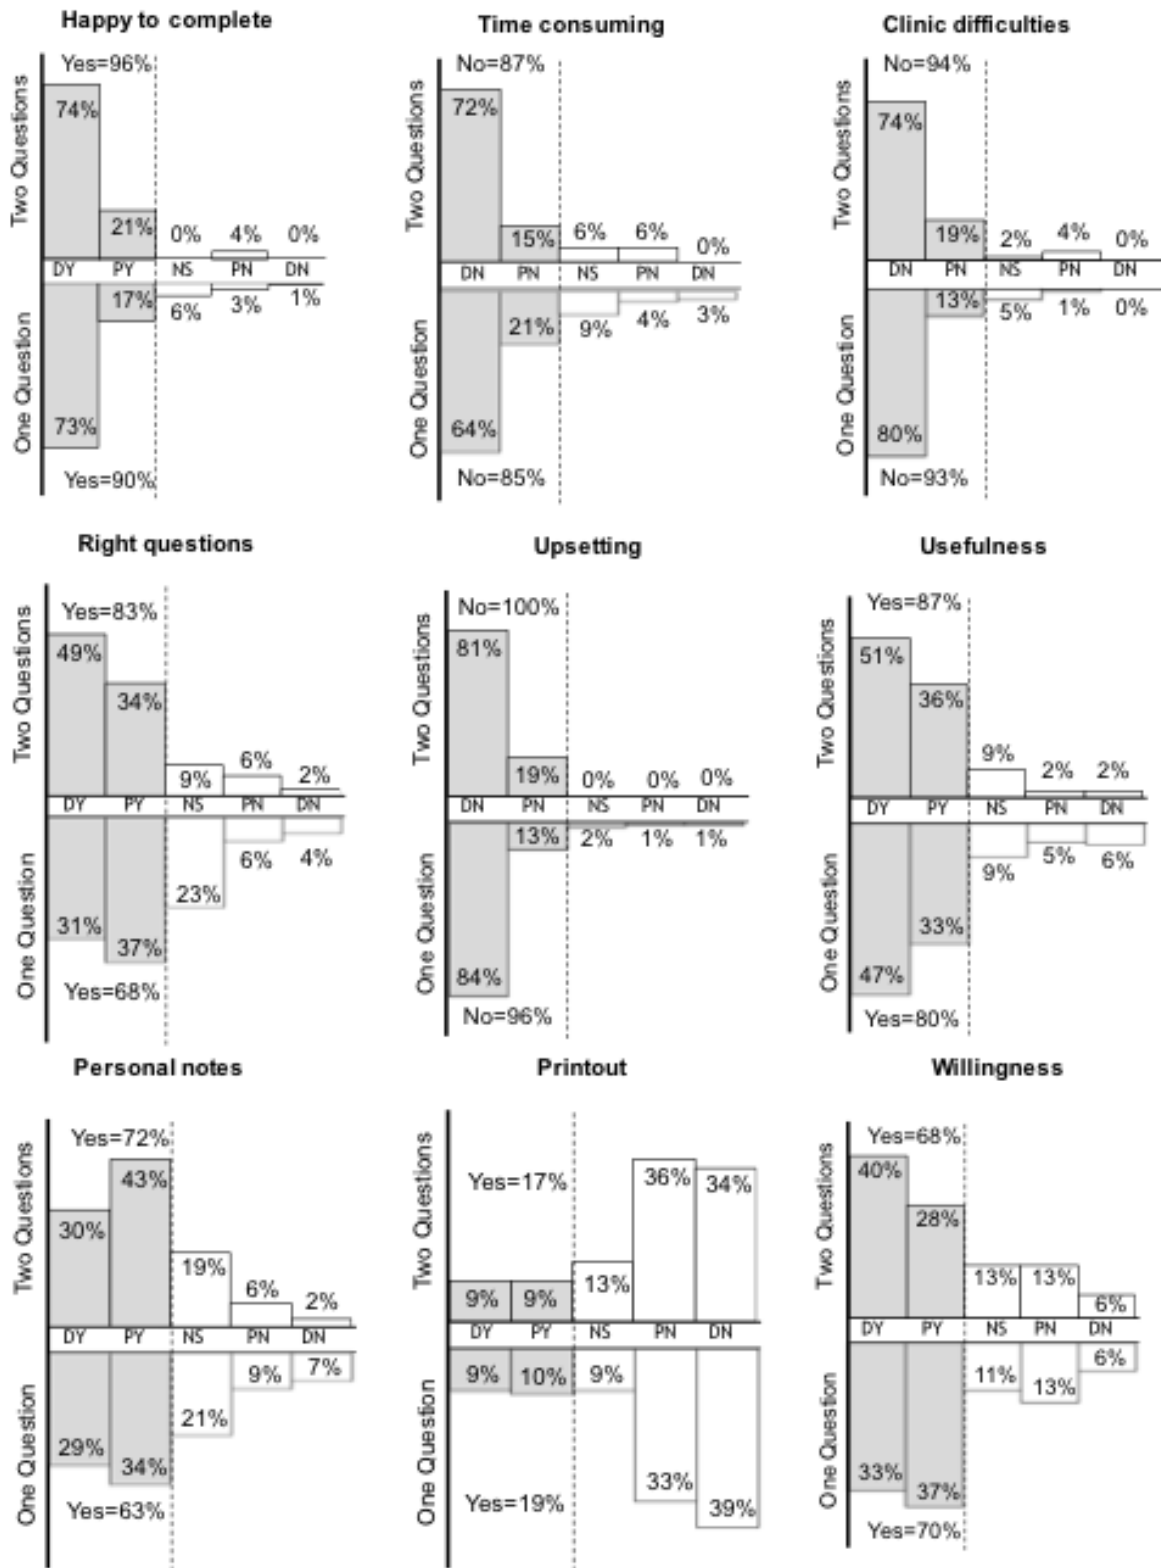 Happy to complete
Yes=96%
Two Questions
74%
21%
0%
4%
0%
DY PY NS PN DN
One Question
73%
17%
6%
3%
1%
Yes=90%
Time consuming
No=87%
Two Questions
72%
15%
6%
6%
0%
DN PN NS PN DN
One Question
64%
21%
9%
4%
3%
No=85%
Clinic difficulties
No=94%
Two Questions
74%
19%
2%
4%
0%
DN PN NS PN DN
One Question
80%
13%
5%
1%
0%
No=93%
Right questions
Yes=83%
Two Questions
49%
34%
9%
6%
2%
DY PY NS PN DN
One Question
31%
37%
23%
6%
4%
Yes=68%
Upsetting
No=100%
Two Questions
81%
19%
0%
0%
0%
DN PN NS PN DN
One Question
84%
13%
2%
1%
1%
No=96%
Usefulness
Yes=87%
Two Questions
51%
36%
9%
2%
2%
DY PY NS PN DN
One Question
47%
33%
9%
5%
6%
Yes=80%
Personal notes
Yes=72%
Two Questions
30%
43%
19%
6%
2%
DY PY NS PN DN
One Question
29%
34%
21%
9%
7%
Yes=63%
Printout
Yes=17%
Two Questions
9%
9%
13%
36%
34%
DY PY NS PN DN
One Question
9%
10%
9%
33%
39%
Yes=19%
Willingness
Yes=68%
Two Questions
40%
28%
13%
13%
6%
DY PY NS PN DN
One Question
33%
37%
11%
13%
6%
Yes=70%